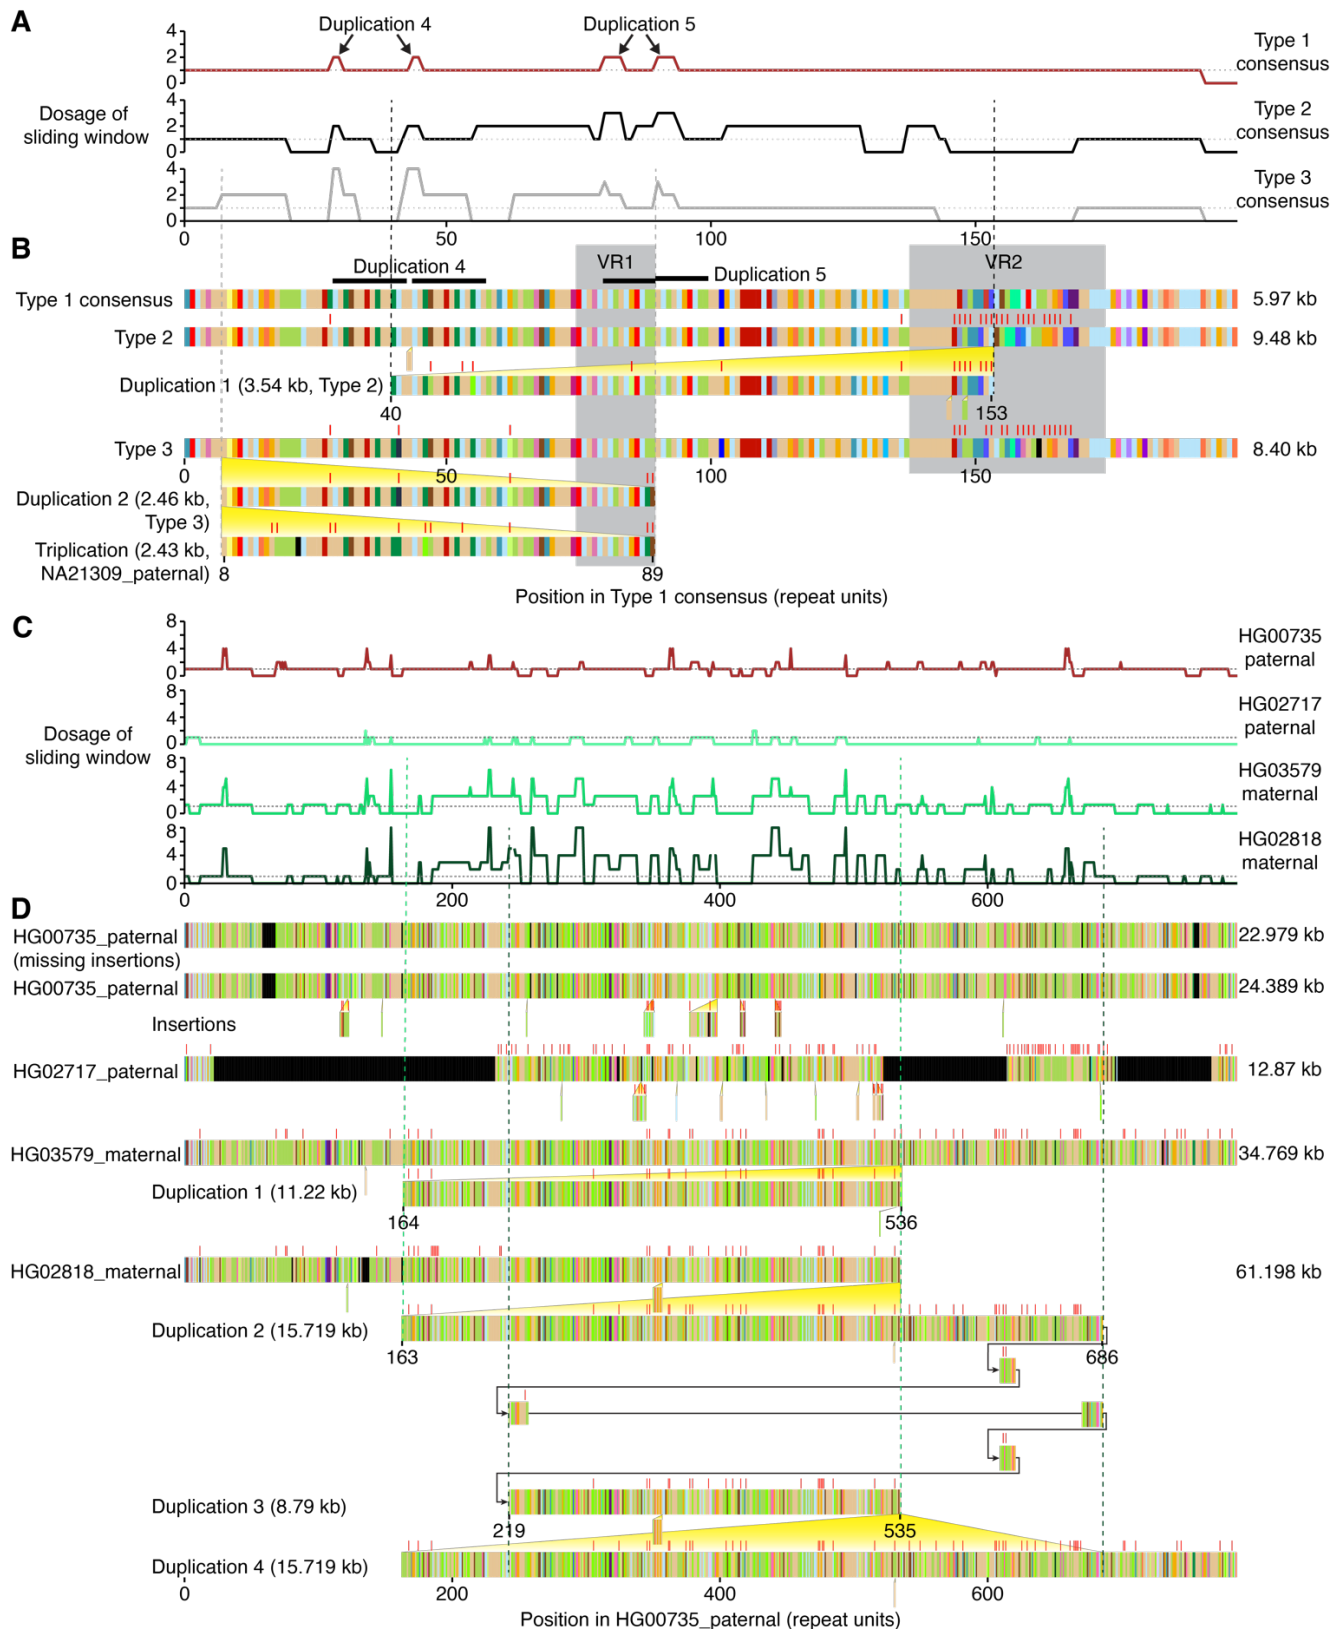 A
Duplication 4
Duplication 5
4
2
0
Type 1
consensus
Dosage of
sliding window
4
2
0
Type 2
consensus
4
2
0
Type 3
consensus
0 50 100 150
B
Duplication 4
VR1
Duplication 5
VR2
Type 1 consensus
5.97 kb
Type 2
9.48 kb
Duplication 1 (3.54 kb, Type 2)
40
153
Type 3
8.40 kb
0 50 100 150
Duplication 2 (2.46 kb,
Type 3)
Triplication (2.43 kb,
NA21309_paternal)
8
89
Position in Type 1 consensus (repeat units)
C
8
4
0
HG00735
paternal
8
4
0
HG02717
paternal
Dosage of
sliding window
8
4
0
HG03579
maternal
8
4
0
HG02818
maternal
0 200 400 600
D
HG00735_paternal
(missing insertions)
22.979 kb
HG00735_paternal
24.389 kb
Insertions
HG02717_paternal
12.87 kb
HG03579_maternal
34.769 kb
Duplication 1 (11.22 kb)
164
536
HG02818_maternal
61.198 kb
Duplication 2 (15.719 kb)
163
686
Duplication 3 (8.79 kb)
219
535
Duplication 4 (15.719 kb)
0 200 400 600
Position in HG00735_paternal (repeat units)